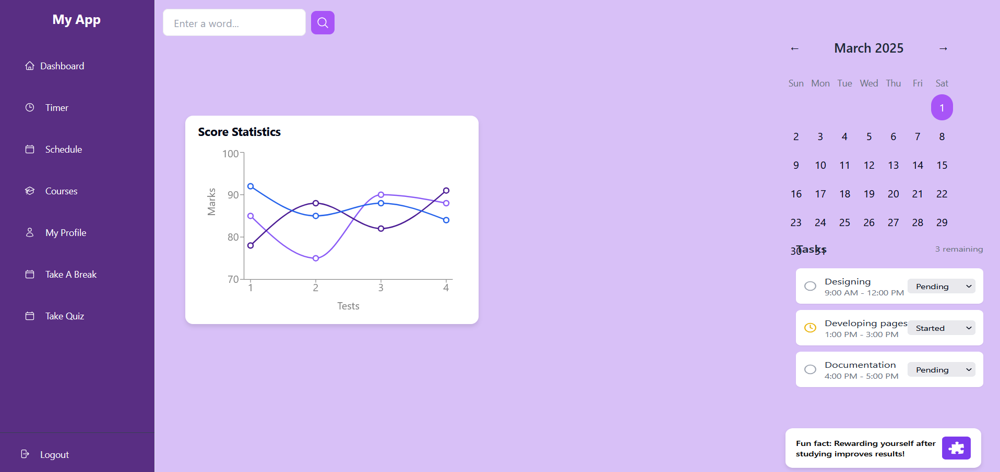 My App
Dashboard
Timer
Schedule
Courses
My Profile
Take A Break
Take Quiz
Logout
Enter a word...
Score Statistics
100
90
80
70
Marks
1 2 3 4
Tests
← March 2025 →
Sun Mon Tue Wed Thu Fri Sat
1
2 3 4 5 6 7 8
9 10 11 12 13 14 15
16 17 18 19 20 21 22
23 24 25 26 27 28 29
30 31
Tasks 3 remaining
Designing
9:00 AM - 12:00 PM
Pending
Developing pages
1:00 PM - 3:00 PM
Started
Documentation
4:00 PM - 5:00 PM
Pending
Fun fact: Rewarding yourself after
studying improves results!